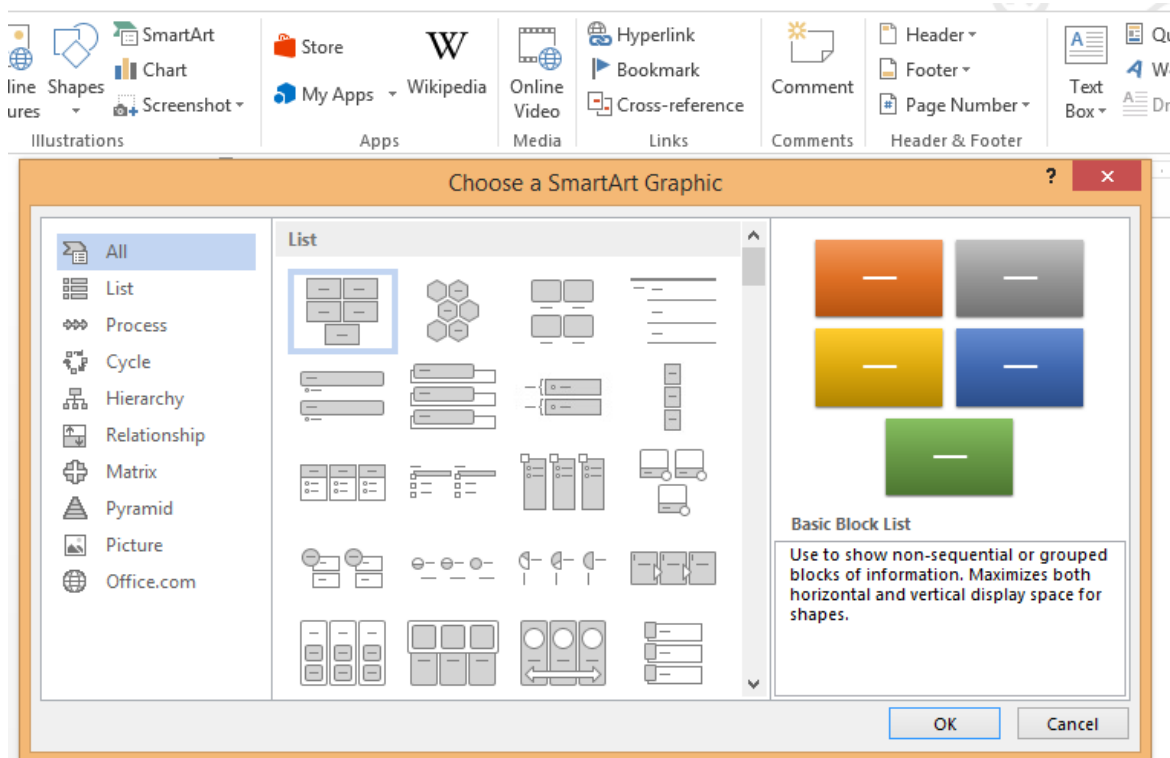 SmartArt
Chart
Screenshot
Shapes
Illustrations
Store
My Apps
Wikipedia
Apps
Online
Video
Media
Hyperlink
Bookmark
Cross-reference
Links
Comment
Comments
Header
Footer
Page Number
Header & Footer
Text
Box
Choose a SmartArt Graphic
?
All
List
Process
Cycle
Hierarchy
Relationship
Matrix
Pyramid
Picture
Office.com
List
Basic Block List
Use to show non-sequential or grouped
blocks of information. Maximizes both
horizontal and vertical display space for
shapes.
OK
Cancel